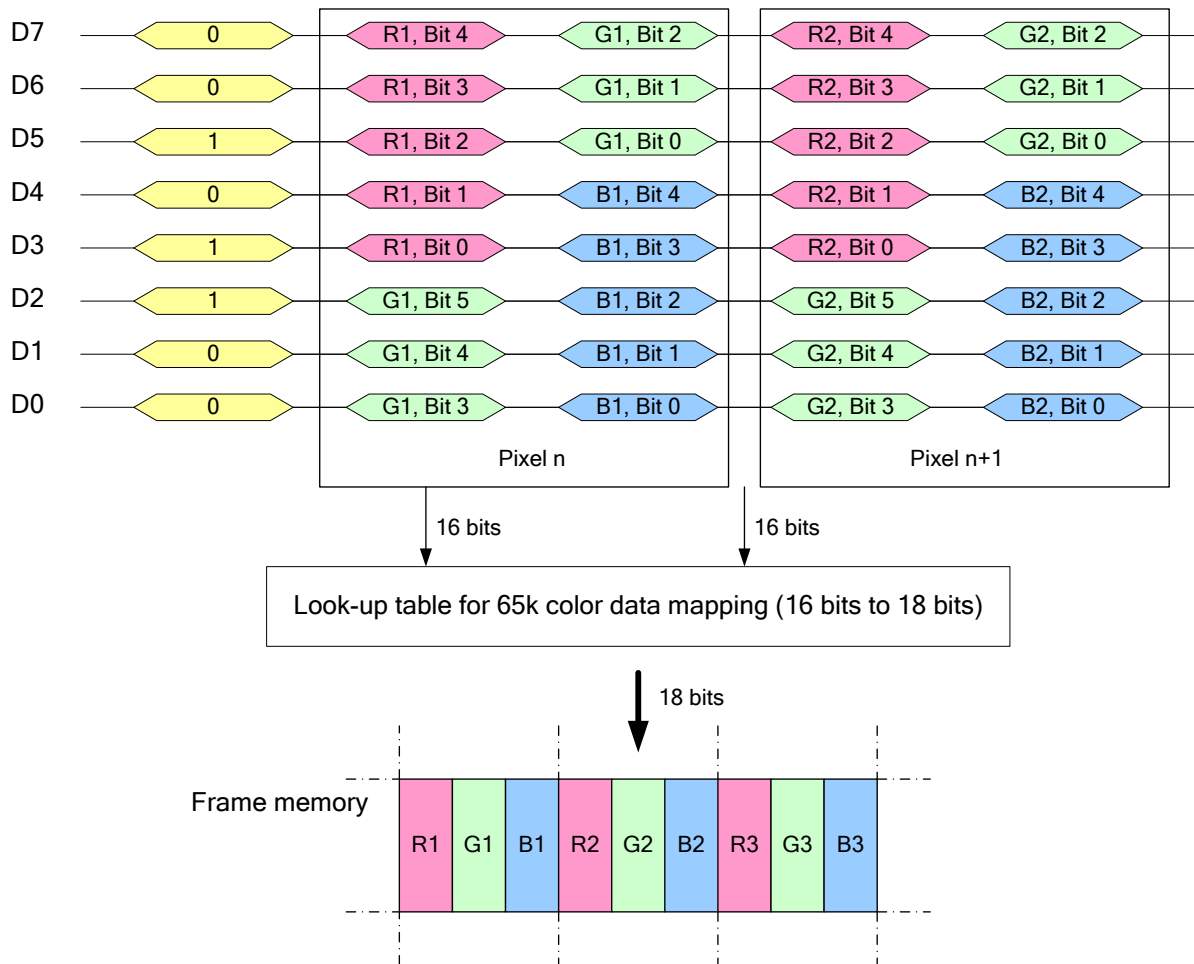 D7 0 R1, Bit 4 G1, Bit 2 R2, Bit 4 G2, Bit 2
D6 0 R1, Bit 3 G1, Bit 1 R2, Bit 3 G2, Bit 1
D5 1 R1, Bit 2 G1, Bit 0 R2, Bit 2 G2, Bit 0
D4 0 R1, Bit 1 B1, Bit 4 R2, Bit 1 B2, Bit 4
D3 1 R1, Bit 0 B1, Bit 3 R2, Bit 0 B2, Bit 3
D2 1 G1, Bit 5 B1, Bit 2 G2, Bit 5 B2, Bit 2
D1 0 G1, Bit 4 B1, Bit 1 G2, Bit 4 B2, Bit 1
D0 0 G1, Bit 3 B1, Bit 0 G2, Bit 3 B2, Bit 0
Pixel n Pixel n+1
16 bits 16 bits
Look-up table for 65k color data mapping (16 bits to 18 bits)
18 bits
Frame memory
R1 G1 B1 R2 G2 B2 R3 G3 B3